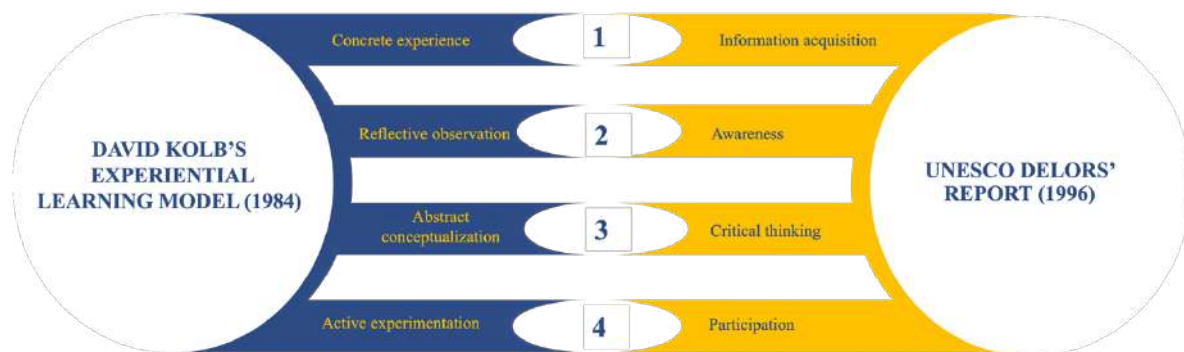 Concrete experience
1
Information acquisition
Reflective observation
2
Awareness
DAVID KOLB'S
EXPERIENTIAL
LEARNING MODEL (1984)
UNESCO DELORS'
REPORT (1996)
Abstract
conceptualization
3
Critical thinking
Active experimentation
4
Participation